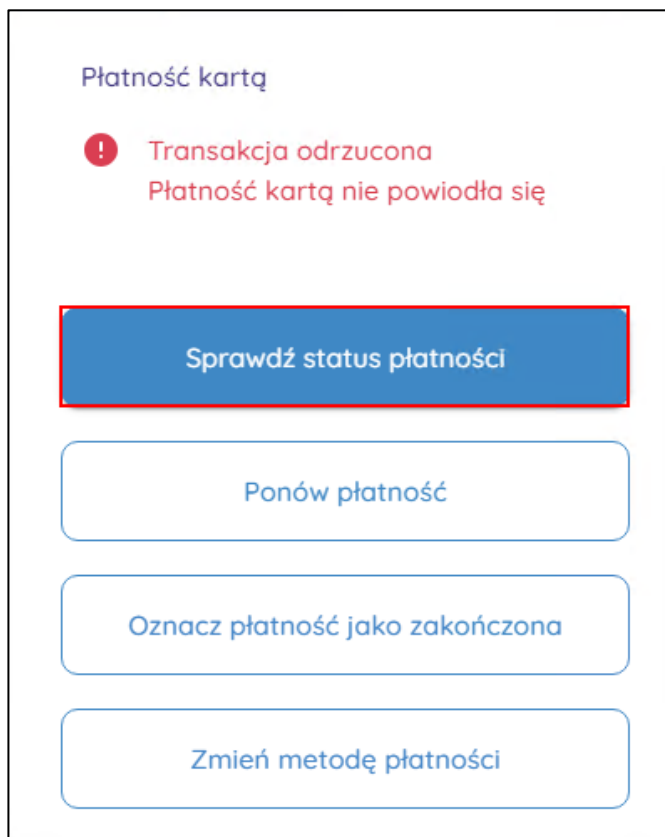 Płatność kartą
Transakcja odrzucona
Płatność kartą nie powiodła się
Sprawdź status płatności
Ponów płatność
Oznacz płatność jako zakończona
Zmień metodę płatności